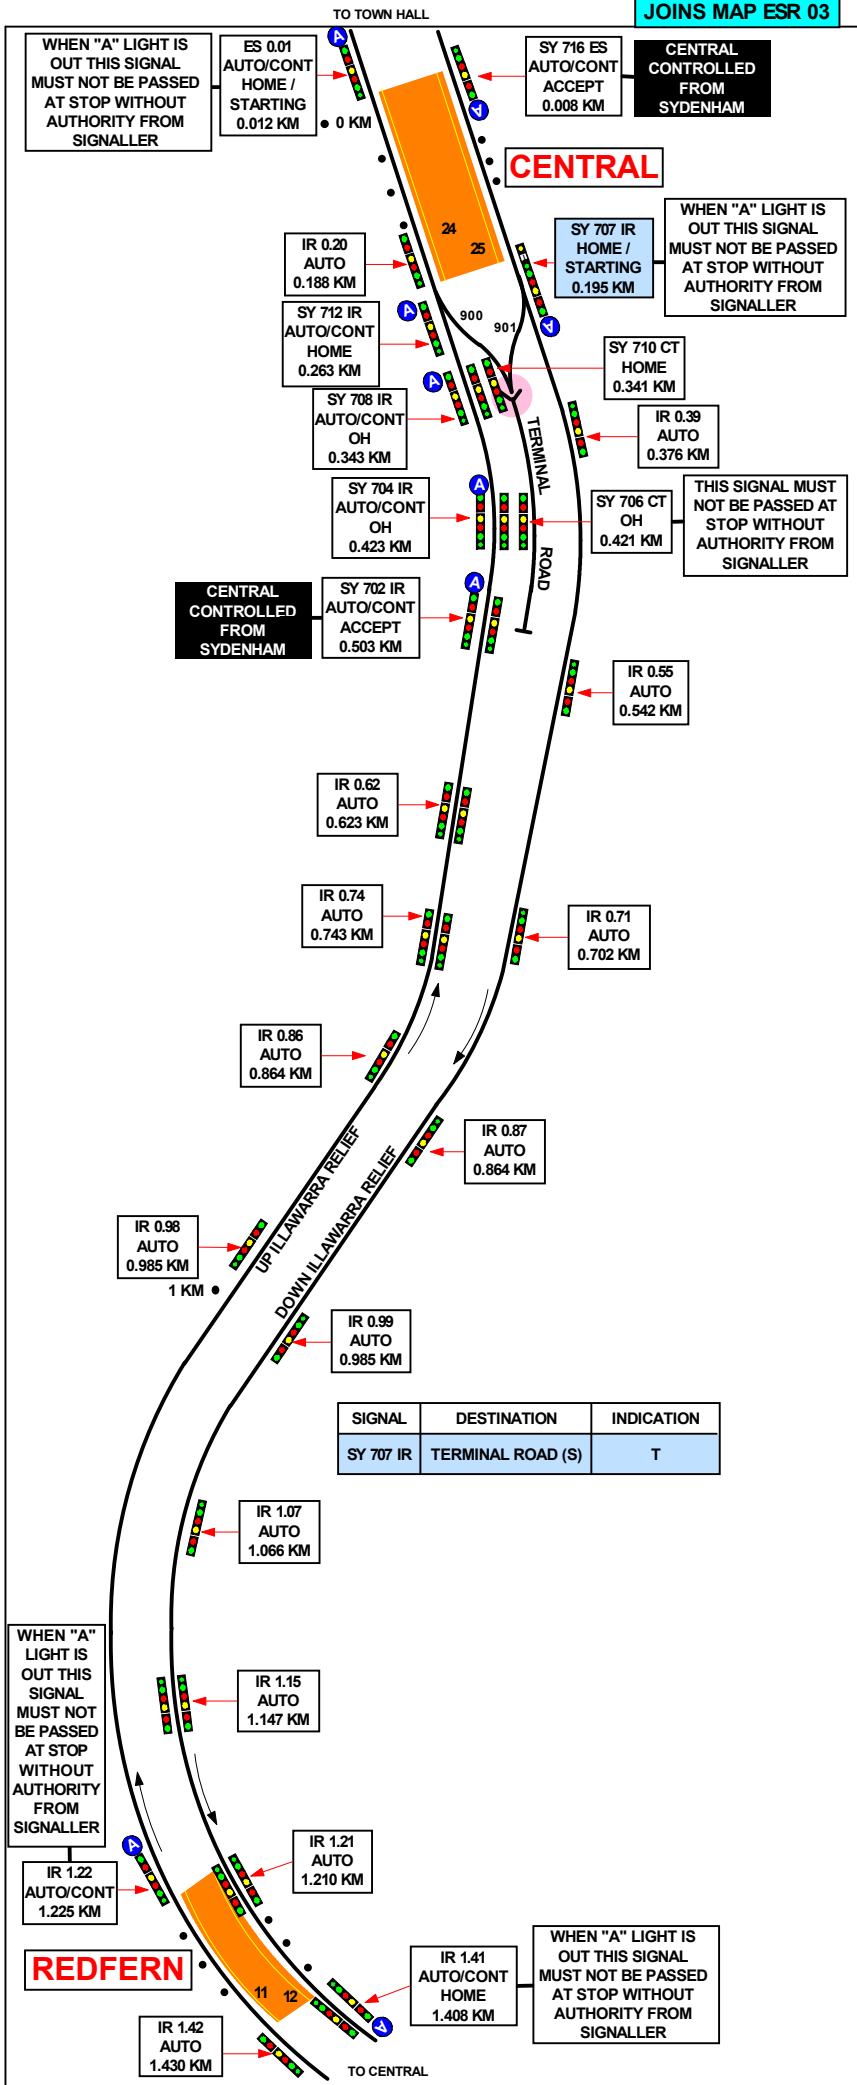 TO TOWN HALL
JOINS MAP ESR 03
WHEN "A" LIGHT IS
OUT THIS SIGNAL
MUST NOT BE PASSED
AT STOP WITHOUT
AUTHORITY FROM
SIGNALLER
ES 0.01
AUTO/CONT
HOME /
STARTING
0.012 KM
A
0 KM
SY 716 ES
AUTO/CONT
ACCEPT
0.008 KM
A
CENTRAL
CONTROLLED
FROM
SYDENHAM
CENTRAL
24
25
IR 0.20
AUTO
0.188 KM
SY 707 IR
HOME /
STARTING
0.195 KM
WHEN "A" LIGHT IS
OUT THIS SIGNAL
MUST NOT BE PASSED
AT STOP WITHOUT
AUTHORITY FROM
SIGNALLER
A
SY 712 IR
AUTO/CONT
HOME
0.263 KM
A
900
901
SY 710 CT
HOME
0.341 KM
SY 708 IR
AUTO/CONT
OH
0.343 KM
A
IR 0.39
AUTO
0.376 KM
TERMINAL
ROAD
SY 704 IR
AUTO/CONT
OH
0.423 KM
A
SY 706 CT
OH
0.421 KM
THIS SIGNAL MUST
NOT BE PASSED AT
STOP WITHOUT
AUTHORITY FROM
SIGNALLER
CENTRAL
CONTROLLED
FROM
SYDENHAM
SY 702 IR
AUTO/CONT
ACCEPT
0.503 KM
A
IR 0.55
AUTO
0.542 KM
IR 0.62
AUTO
0.623 KM
IR 0.74
AUTO
0.743 KM
IR 0.71
AUTO
0.702 KM
IR 0.86
AUTO
0.864 KM
IR 0.87
AUTO
0.864 KM
UP ILLAWARRA RELIEF
DOWN ILLAWARRA RELIEF
IR 0.98
AUTO
0.985 KM
1 KM
IR 0.99
AUTO
0.985 KM
SIGNAL DESTINATION INDICATION
SY 707 IR TERMINAL ROAD (S) T
IR 1.07
AUTO
1.066 KM
WHEN "A"
LIGHT IS
OUT THIS
SIGNAL
MUST NOT
BE PASSED
AT STOP
WITHOUT
AUTHORITY
FROM
SIGNALLER
IR 1.15
AUTO
1.147 KM
A
IR 1.22
AUTO/CONT
1.225 KM
IR 1.21
AUTO
1.210 KM
REDFERN
11
12
IR 1.41
AUTO/CONT
HOME
1.408 KM
WHEN "A" LIGHT IS
OUT THIS SIGNAL
MUST NOT BE PASSED
AT STOP WITHOUT
AUTHORITY FROM
SIGNALLER
A
IR 1.42
AUTO
1.430 KM
TO CENTRAL